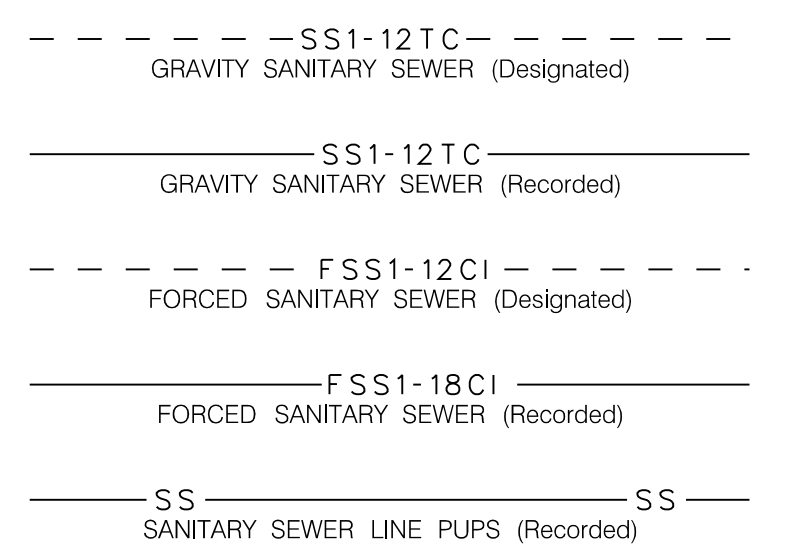 SS1-12TC
GRAVITY SANITARY SEWER (Designated)
SS1-12TC
GRAVITY SANITARY SEWER (Recorded)
FSS1-12CI
FORCED SANITARY SEWER (Designated)
FSS1-18CI
FORCED SANITARY SEWER (Recorded)
SS SS
SANITARY SEWER LINE PUPS (Recorded)